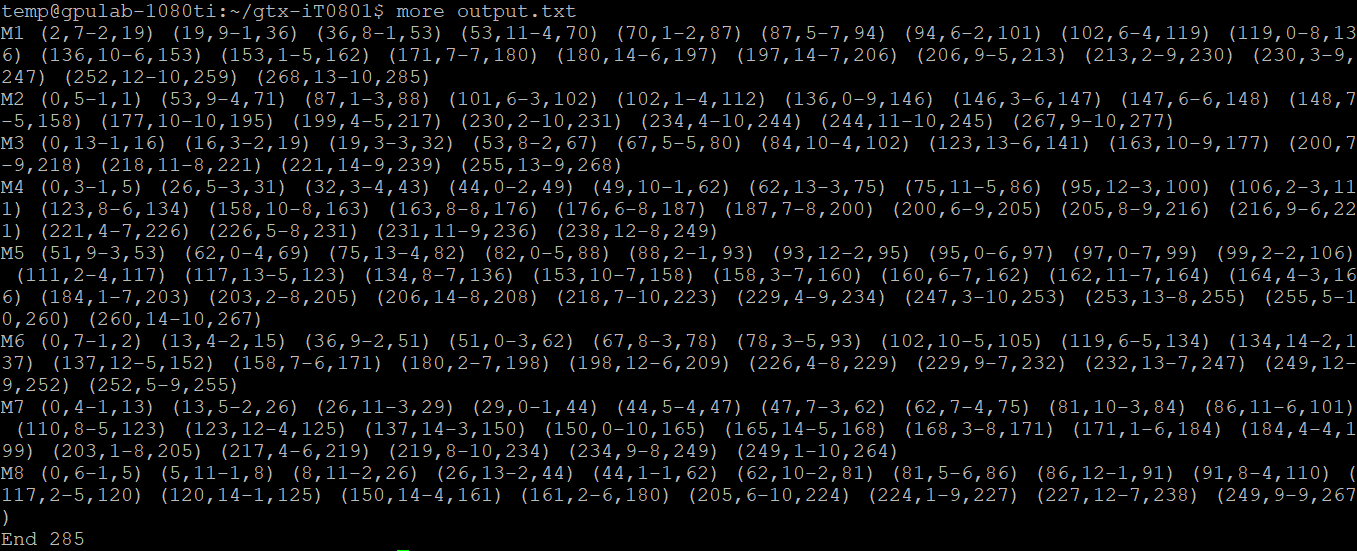 temp@gpulab-1080ti:~/gtx-iT0801$ more output.txt
M1 (2,7-2,19) (19,9-1,36) (36,8-1,53) (53,11-4,70) (70,1-2,87) (87,5-7,94) (94,6-2,101) (102,6-4,119) (119,0-8,13
6) (136,10-6,153) (153,1-5,162) (171,7-7,180) (180,14-6,197) (197,14-7,206) (206,9-5,213) (213,2-9,230) (230,3-9,
247) (252,12-10,259) (268,13-10,285)
M2 (0,5-1,1) (53,9-4,71) (87,1-3,88) (101,6-3,102) (102,1-4,112) (136,0-9,146) (146,3-6,147) (147,6-6,148) (148,7
-5,158) (177,10-10,195) (199,4-5,217) (230,2-10,231) (234,4-10,244) (244,11-10,245) (267,9-10,277)
M3 (0,13-1,16) (16,3-2,19) (19,3-3,32) (53,8-2,67) (67,5-5,80) (84,10-4,102) (123,13-6,141) (163,10-9,177) (200,7
-9,218) (218,11-8,221) (221,14-9,239) (255,13-9,268)
M4 (0,3-1,5) (26,5-3,31) (32,3-4,43) (44,0-2,49) (49,10-1,62) (62,13-3,75) (75,11-5,86) (95,12-3,100) (106,2-3,11
1) (123,8-6,134) (158,10-8,163) (163,8-8,176) (176,6-8,187) (187,7-8,200) (200,6-9,205) (205,8-9,216) (216,9-6,22
1) (221,4-7,226) (226,5-8,231) (231,11-9,236) (238,12-8,249)
M5 (51,9-3,53) (62,0-4,69) (75,13-4,82) (82,0-5,88) (88,2-1,93) (93,12-2,95) (95,0-6,97) (97,0-7,99) (99,2-2,106)
 (111,2-4,117) (117,13-5,123) (134,8-7,136) (153,10-7,158) (158,3-7,160) (160,6-7,162) (162,11-7,164) (164,4-3,16
6) (184,1-7,203) (203,2-8,205) (206,14-8,208) (218,7-10,223) (229,4-9,234) (247,3-10,253) (253,13-8,255) (255,5-1
0,260) (260,14-10,267)
M6 (0,7-1,2) (13,4-2,15) (36,9-2,51) (51,0-3,62) (67,8-3,78) (78,3-5,93) (102,10-5,105) (119,6-5,134) (134,14-2,1
37) (137,12-5,152) (158,7-6,171) (180,2-7,198) (198,12-6,209) (226,4-8,229) (229,9-7,232) (232,13-7,247) (249,12-
9,252) (252,5-9,255)
M7 (0,4-1,13) (13,5-2,26) (26,11-3,29) (29,0-1,44) (44,5-4,47) (47,7-3,62) (62,7-4,75) (81,10-3,84) (86,11-6,101)
 (110,8-5,123) (123,12-4,125) (137,14-3,150) (150,0-10,165) (165,14-5,168) (168,3-8,171) (171,1-6,184) (184,4-4,1
99) (203,1-8,205) (217,4-6,219) (219,8-10,234) (234,9-8,249) (249,1-10,264)
M8 (0,6-1,5) (5,11-1,8) (8,11-2,26) (26,13-2,44) (44,1-1,62) (62,10-2,81) (81,5-6,86) (86,12-1,91) (91,8-4,110) (
117,2-5,120) (120,14-1,125) (150,14-4,161) (161,2-6,180) (205,6-10,224) (224,1-9,227) (227,12-7,238) (249,9-9,267
)
End 285